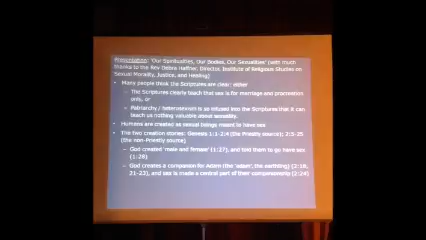 Presentation: 'Our Spiritualities, Our Bodies, Our Sexualities' (with much
thanks to the Rev Debra Haffner, Director, Institute of Religious Studies on
Sexual Morality, Justice, and Healing)
• Many people think the Scriptures are clear: either
– The Scriptures clearly teach that sex is for marriage and procreation
only, or
– Patriarchy / heterosexism is so infused into the Scriptures that it can
teach us nothing valuable about sexuality.
• Humans are created as sexual beings meant to have sex
• The two creation stories: Genesis 1:1-2:4 (the Priestly source); 2:5-25
(the non-Priestly source)
– God created 'male and female' (1:27), and told them to go have sex
(1:28)
– God creates a companion for Adam (the 'adam', the earthling) (2:18,
21-23), and sex is made a central part of their companionship (2:24)